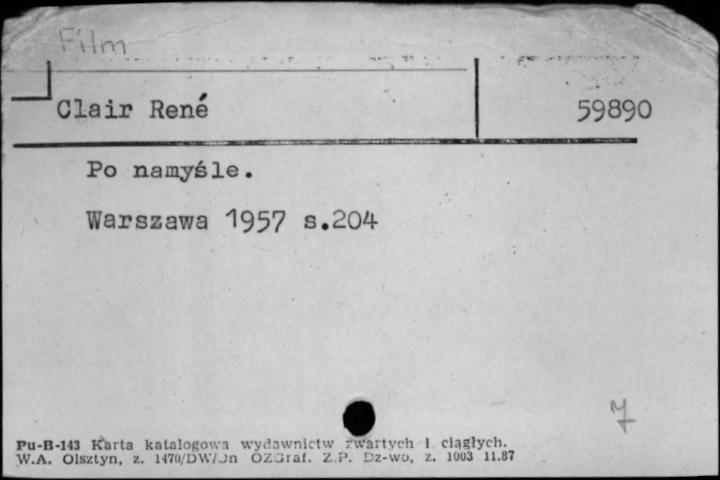 Film
Clair René 59890
Po namyśle.
Warszawa 1957 s.204
7
Pu-B-143 Karta katalogowa wydawnictw zwartych i ciągłych.
W.A. Olsztyn, z. 1470/DW/Jn OZGraf. Z.P. Dz-wo, z. 1003 11.87